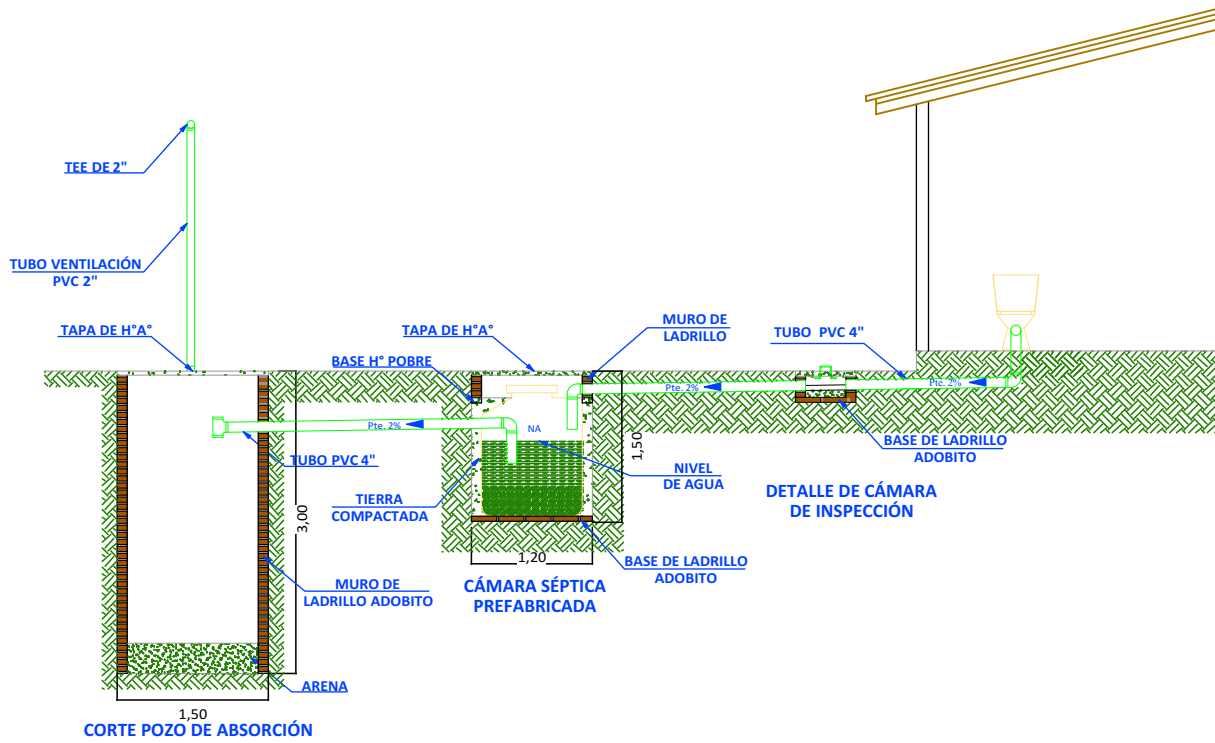 TEE DE 2"
TUBO VENTILACIÓN
PVC 2"
TAPA DE H°A°
TAPA DE H°A°
BASE H° POBRE
MURO DE
LADRILLO
TUBO PVC 4"
Pte. 2%
Pte. 2%
Pte. 2%
NA
TUBO PVC 4"
TIERRA
COMPACTADA
NIVEL
DE AGUA
1,50
BASE DE LADRILLO
ADOBITO
DETALLE DE CÁMARA
DE INSPECCIÓN
3,00
1,20
BASE DE LADRILLO
ADOBITO
CÁMARA SÉPTICA
PREFABRICADA
MURO DE
LADRILLO ADOBITO
ARENA
1,50
CORTE POZO DE ABSORCIÓN